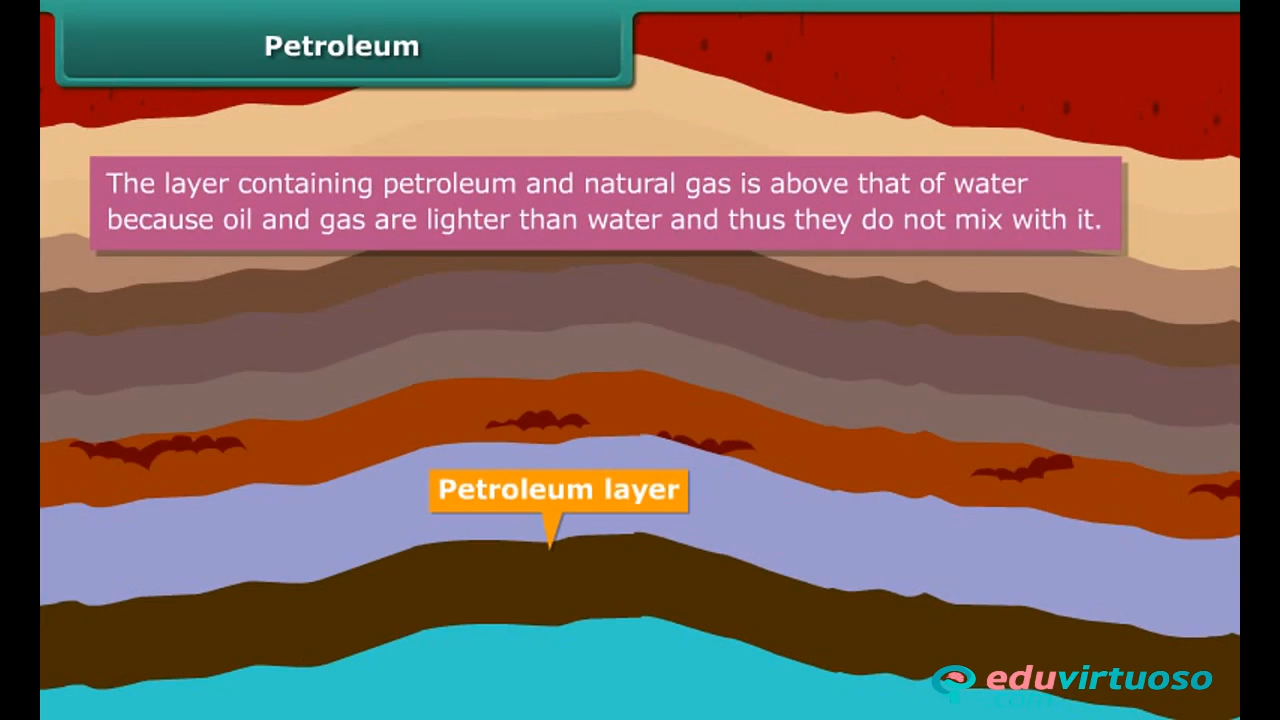 Petroleum
The layer containing petroleum and natural gas is above that of water
because oil and gas are lighter than water and thus they do not mix with it.
Petroleum layer
eduvirtuoso